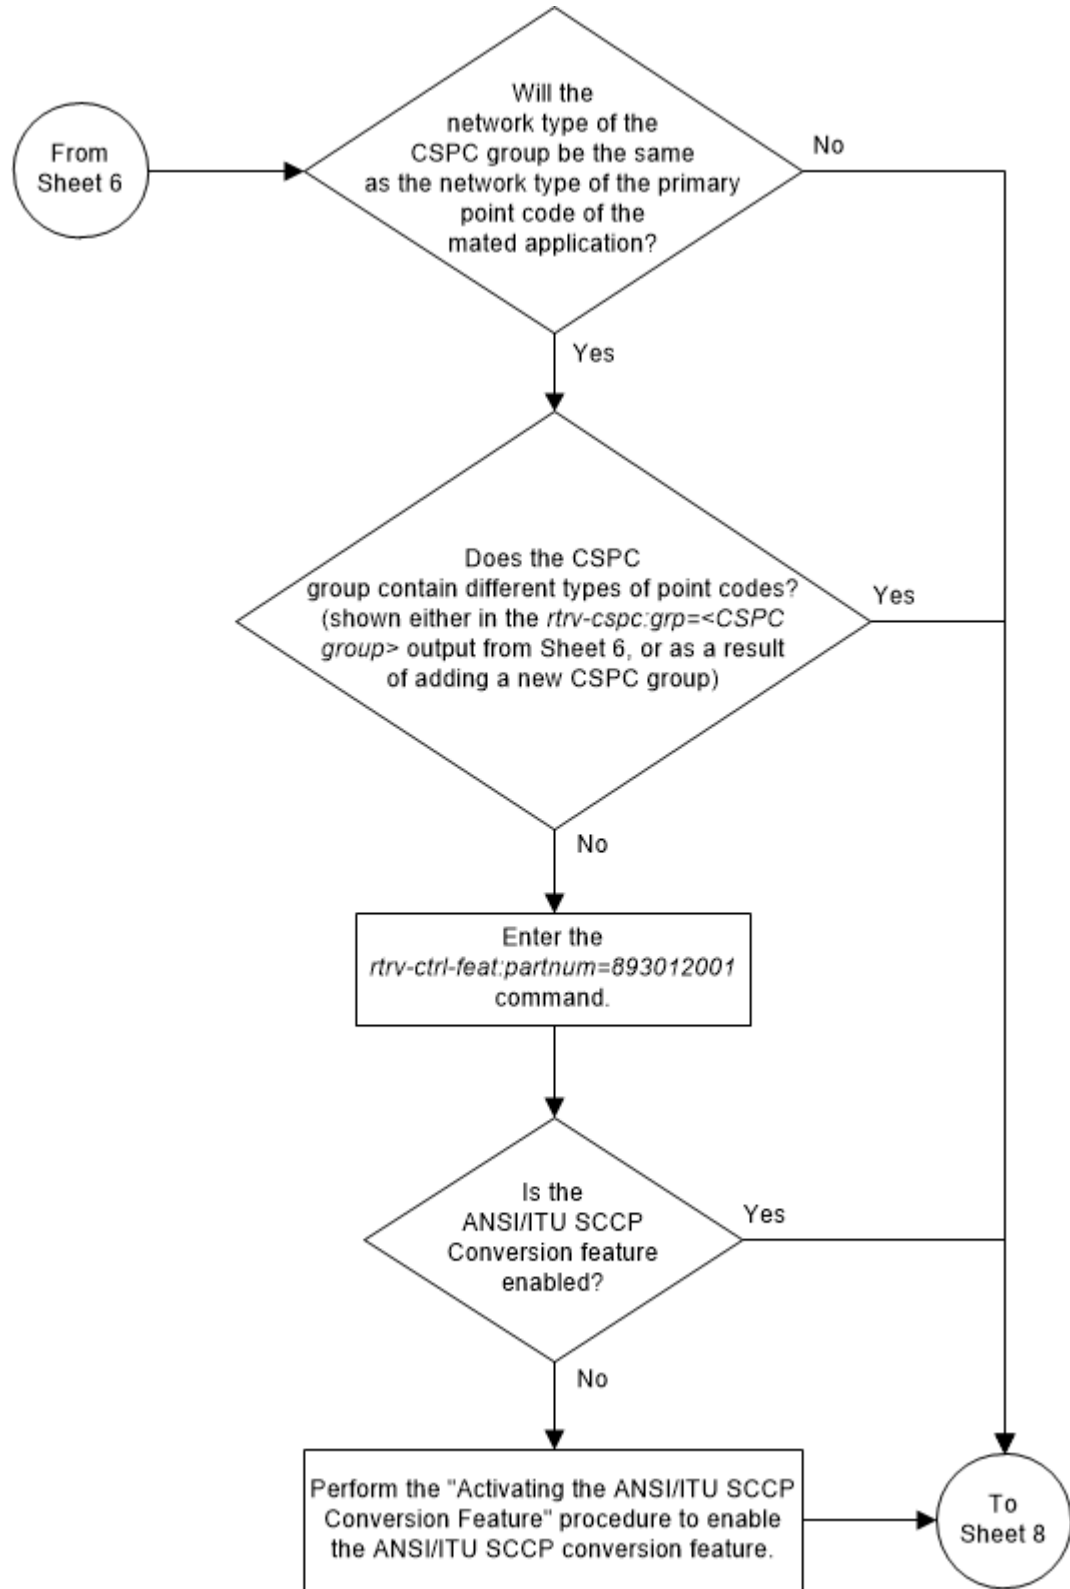 Will the
network type of the
CSPC group be the same
as the network type of the primary
point code of the
mated application?
From
Sheet 6
No
Yes
Does the CSPC
group contain different types of point codes?
(shown either in the rtrv-cspc:grp=<CSPC
group> output from Sheet 6, or as a result
of adding a new CSPC group)
Yes
No
Enter the
rtrv-ctrl-feat:partnum=893012001
command.
Is the
ANSI/ITU SCCP
Conversion feature
enabled?
Yes
No
Perform the "Activating the ANSI/ITU SCCP
Conversion Feature" procedure to enable
the ANSI/ITU SCCP conversion feature.
To
Sheet 8